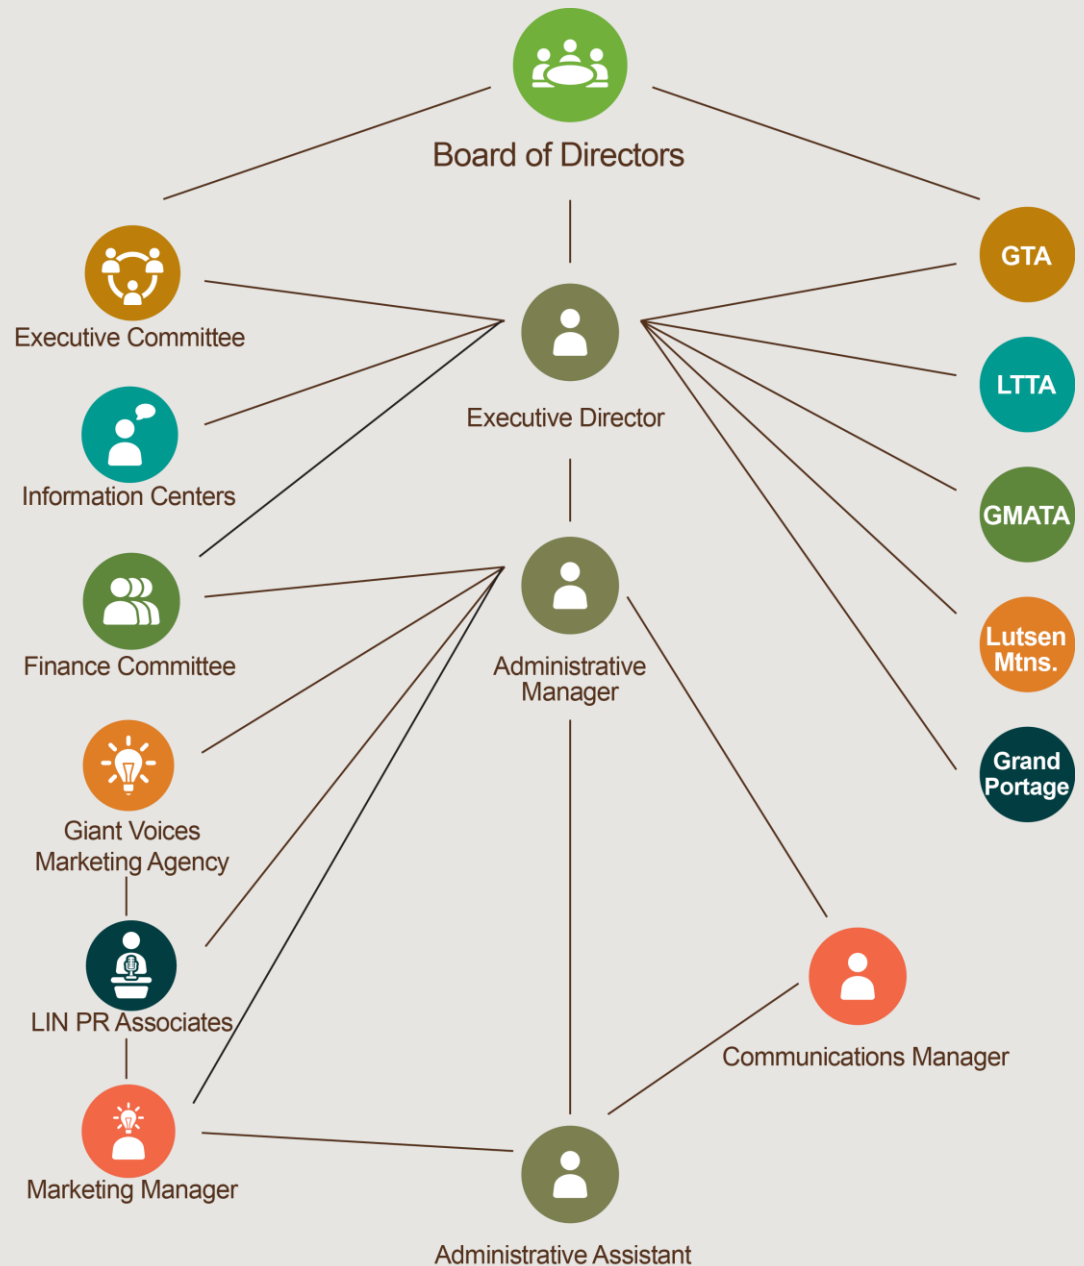 Board of Directors
GTA
Executive Committee
LTTA
Executive Director
Information Centers
GMATA
Lutsen
Mtns.
Finance Committee
Administrative
Manager
Grand
Portage
Giant Voices
Marketing Agency
LIN PR Associates
Communications Manager
Marketing Manager
Administrative Assistant